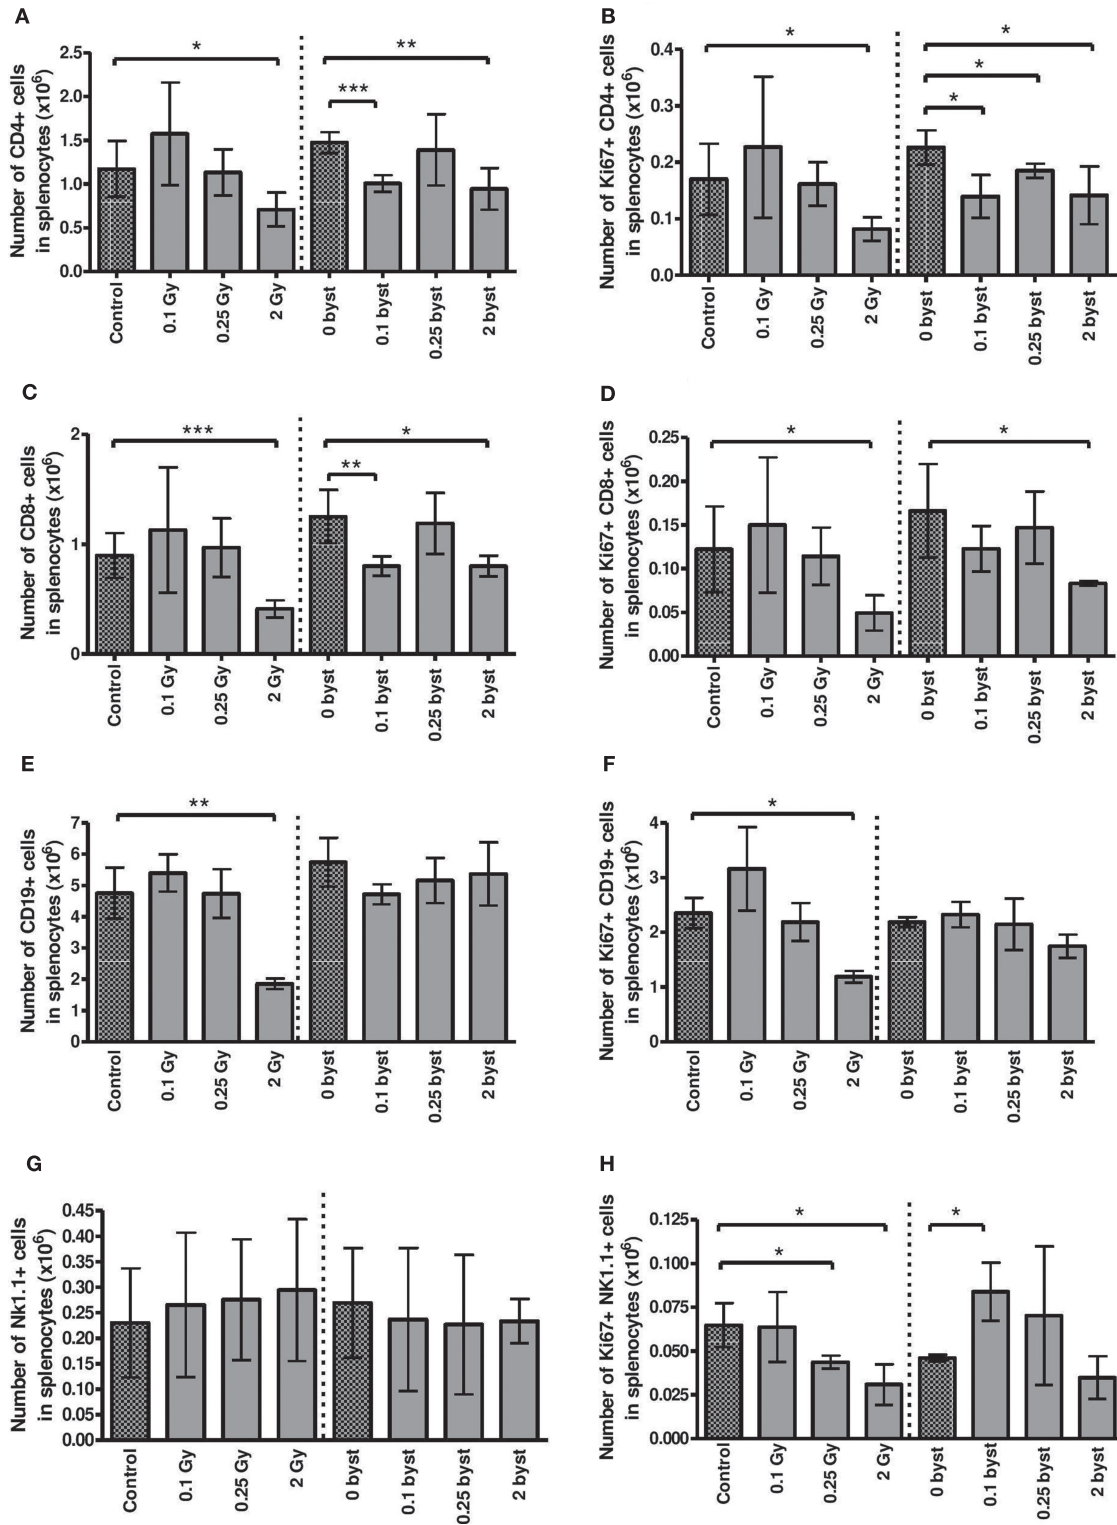 A
Number of CD4+ cells
in splenocytes (x10⁶)
2.5
2.0
1.5
1.0
0.5
0.0
*
**
***
Control
0.1 Gy
0.25 Gy
2 Gy
0 byst
0.1 byst
0.25 byst
2 byst
B
Number of Ki67+ CD4+ cells
in splenocytes (x10⁶)
0.4
0.3
0.2
0.1
0.0
*
*
*
*
Control
0.1 Gy
0.25 Gy
2 Gy
0 byst
0.1 byst
0.25 byst
2 byst
C
Number of CD8+ cells
in splenocytes (x10⁶)
2
1
0
***
*
**
Control
0.1 Gy
0.25 Gy
2 Gy
0 byst
0.1 byst
0.25 byst
2 byst
D
Number of Ki67+ CD8+ cells
in splenocytes (x10⁶)
0.25
0.20
0.15
0.10
0.05
0.00
*
*
Control
0.1 Gy
0.25 Gy
2 Gy
0 byst
0.1 byst
0.25 byst
2 byst
E
Number of CD19+ cells
in splenocytes (x10⁶)
7
6
5
4
3
2
1
0
**
Control
0.1 Gy
0.25 Gy
2 Gy
0 byst
0.1 byst
0.25 byst
2 byst
F
Number of Ki67+ CD19+ cells
in splenocytes (x10⁶)
4
3
2
1
0
*
Control
0.1 Gy
0.25 Gy
2 Gy
0 byst
0.1 byst
0.25 byst
2 byst
G
Number of Nk1.1+ cells
in splenocytes (x10⁶)
0.45
0.40
0.35
0.30
0.25
0.20
0.15
0.10
0.05
0.00
Control
0.1 Gy
0.25 Gy
2 Gy
0 byst
0.1 byst
0.25 byst
2 byst
H
Number of Ki67+ NK1.1+ cells
in splenocytes (x10⁶)
0.125
0.100
0.075
0.050
0.025
0.000
*
*
*
Control
0.1 Gy
0.25 Gy
2 Gy
0 byst
0.1 byst
0.25 byst
2 byst